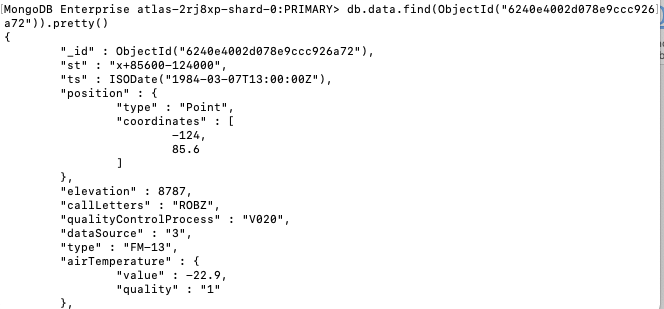 [MongoDB Enterprise atlas-2rj8xp-shard-0:PRIMARY> db.data.find(ObjectId("6240e4002d078e9ccc926]
a72")).pretty()
{
"_id" : ObjectId("6240e4002d078e9ccc926a72"),
"st" : "x+85600-124000",
"ts" : ISODate("1984-03-07T13:00:00Z"),
"position" : {
"type" : "Point",
"coordinates" : [
-124,
85.6
]
},
"elevation" : 8787,
"callLetters" : "ROBZ",
"qualityControlProcess" : "V020",
"dataSource" : "3",
"type" : "FM-13",
"airTemperature" : {
"value" : -22.9,
"quality" : "1"
},